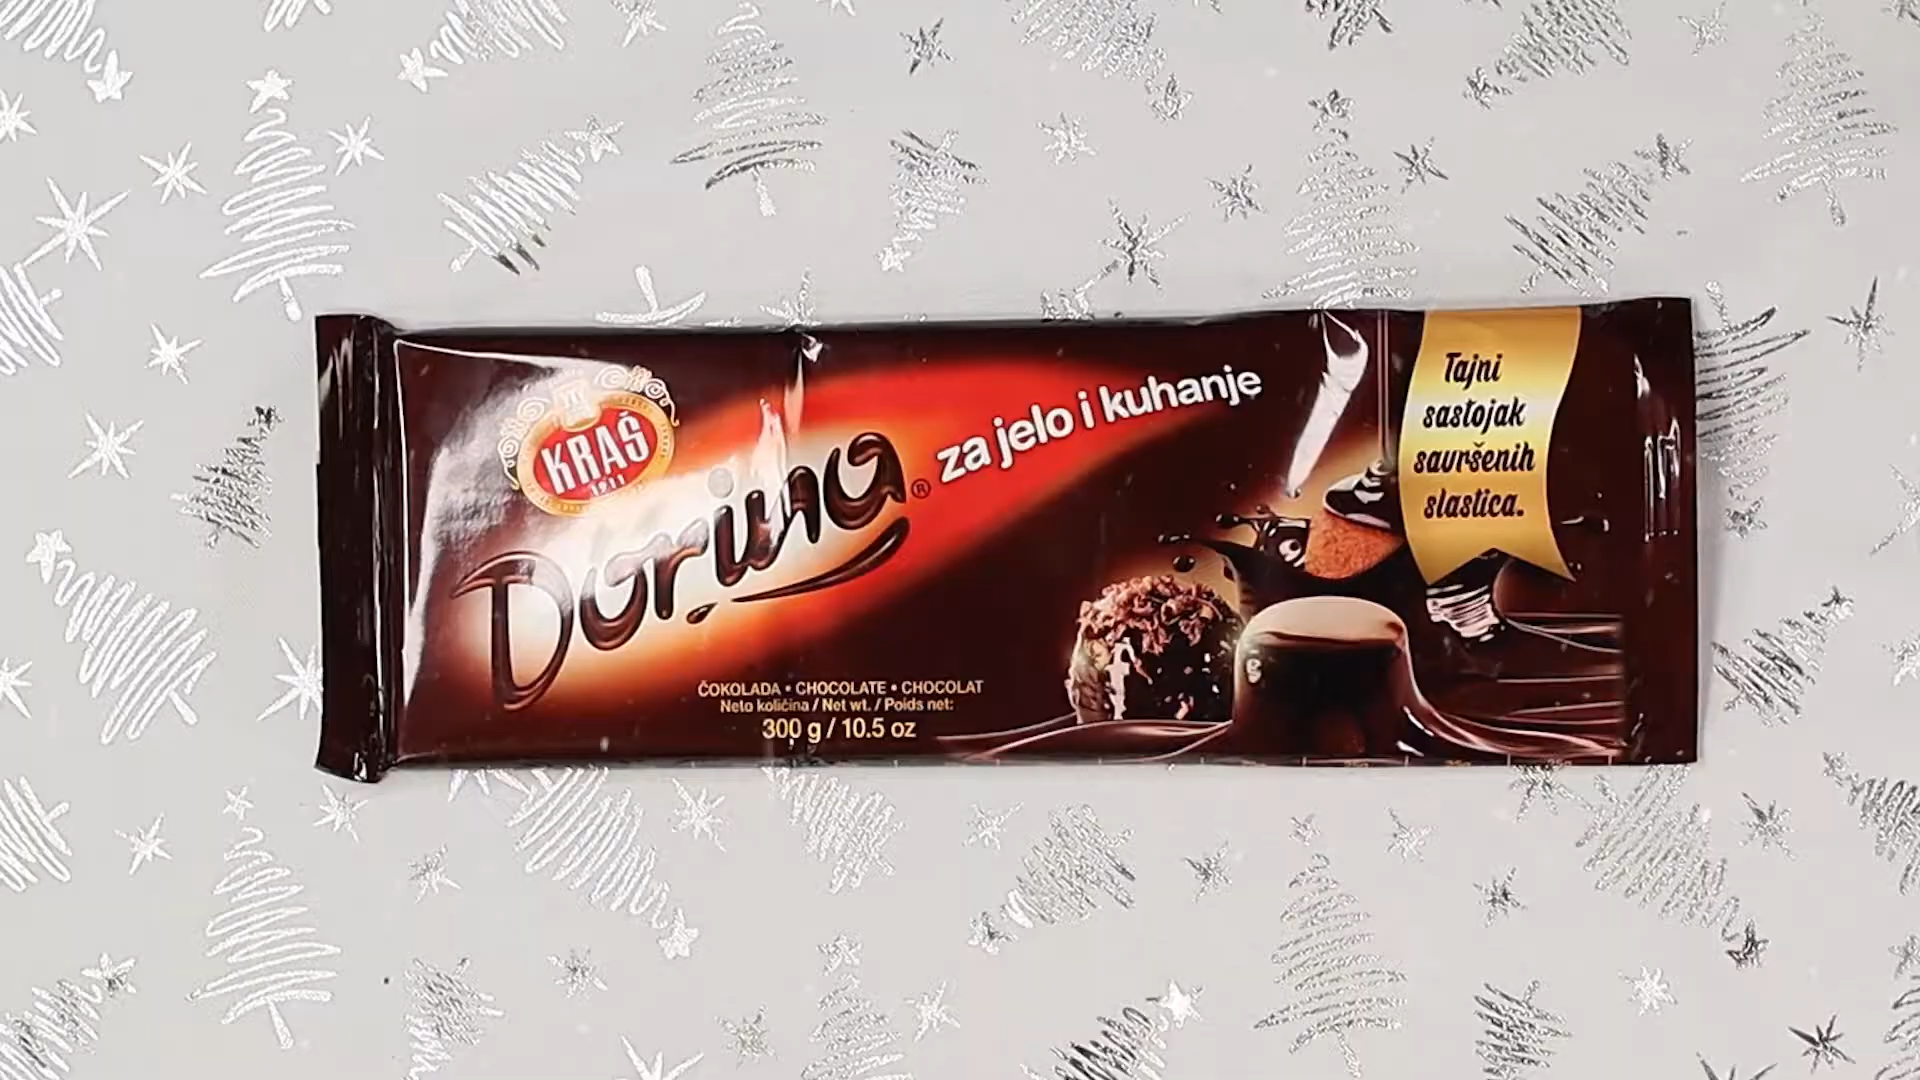 KRAŠ
1911
Dorina®
za jelo i kuhanje
ČOKOLADA • CHOCOLATE • CHOCOLAT
Neto količina / Net wt. / Poids net:
300 g / 10.5 oz
Tajni
sastojak
savršenih
slastica.